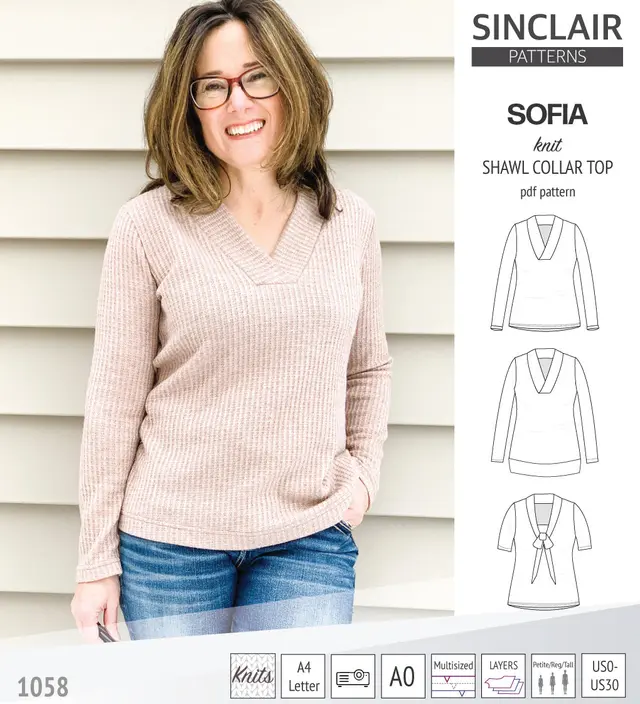 SINCLAIR
PATTERNS
SOFIA
knit
SHAWL COLLAR TOP
pdf pattern
1058
Knits
A4
Letter
A0
Multisized
LAYERS
Petite/Reg/Tall
US0-
US30